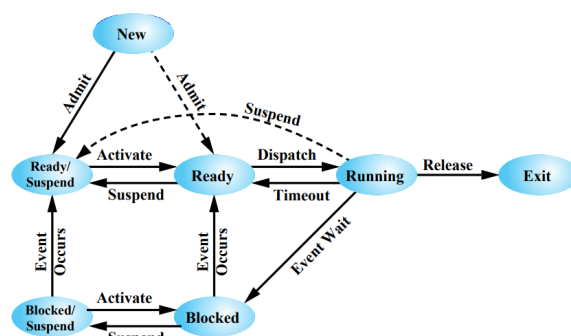 New
Admit
Admit
Suspend
Ready/
Suspend
Activate
Suspend
Ready
Dispatch
Timeout
Running
Release
Exit
Event
Occurs
Event
Occurs
Event Wait
Blocked/
Suspend
Activate
Suspend
Blocked